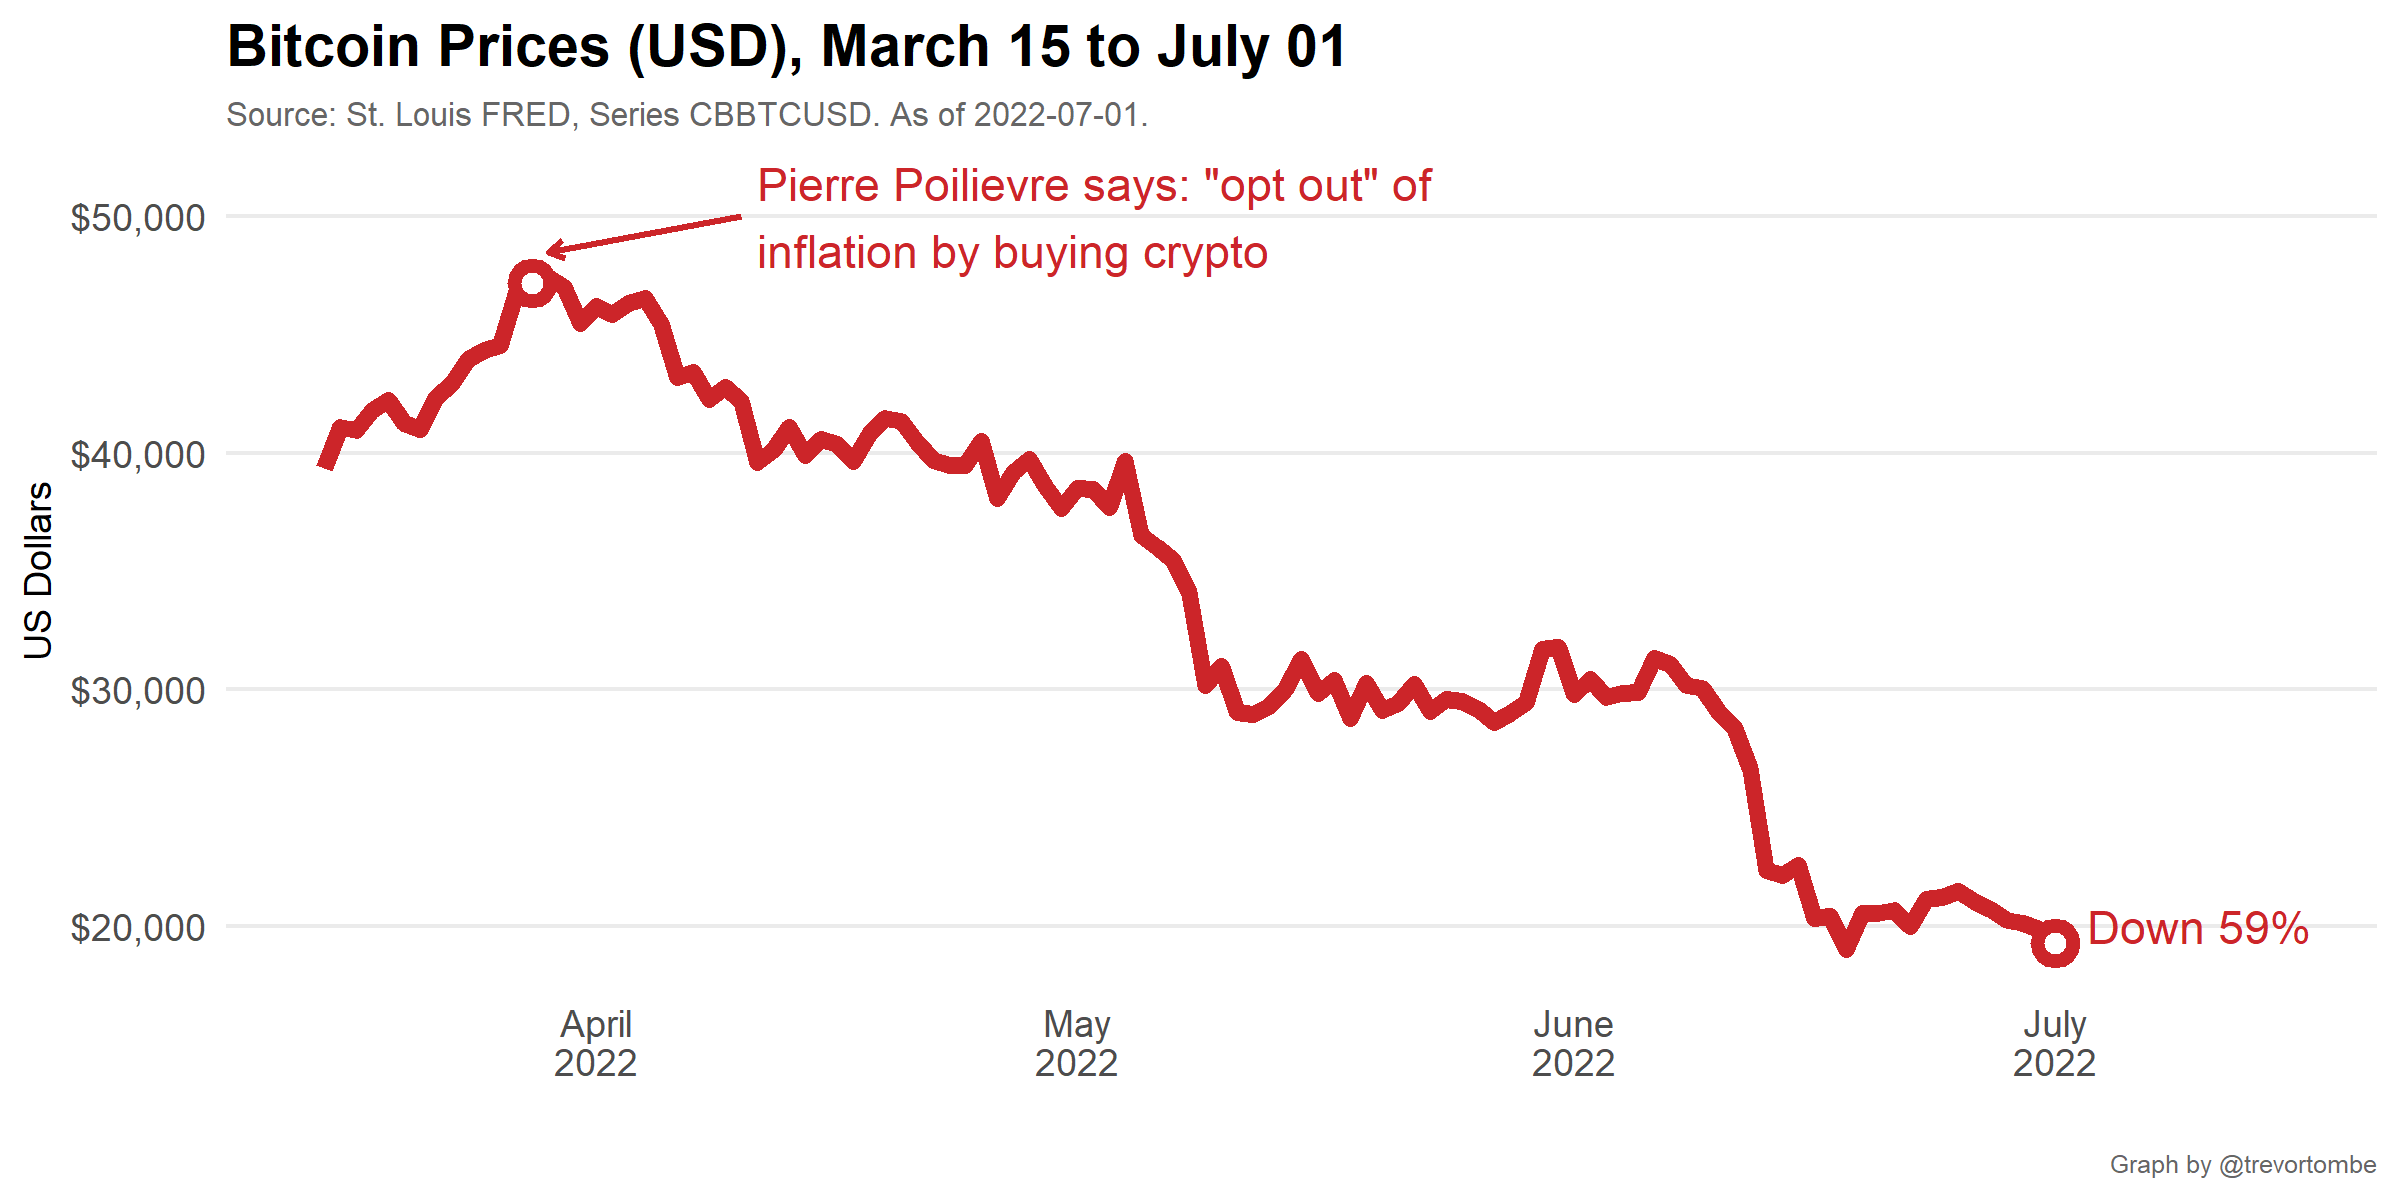 Bitcoin Prices (USD), March 15 to July 01
Source: St. Louis FRED, Series CBBTCUSD. As of 2022-07-01.
Pierre Poilievre says: "opt out" of
inflation by buying crypto
$50,000
$40,000
$30,000
$20,000
US Dollars
Down 59%
April
2022
May
2022
June
2022
July
2022
Graph by @trevortombe